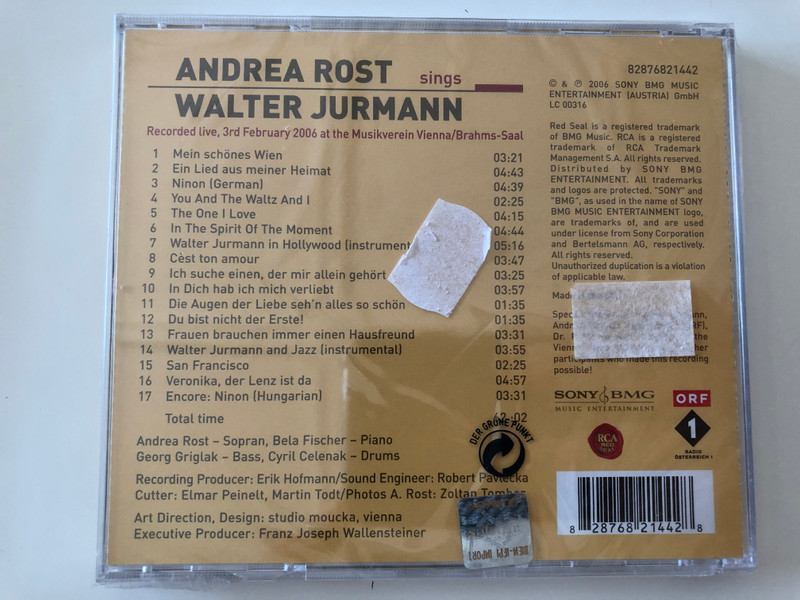 ANDREA ROST sings
WALTER JURMANN
Recorded live, 3rd February 2006 at the Musikverein Vienna/Brahms-Saal
1 Mein schönes Wien 03:21
2 Ein Lied aus meiner Heimat 04:43
3 Ninon (German) 04:39
4 You And The Waltz And I 02:25
5 The One I Love 04:15
6 In The Spirit Of The Moment 04:44
7 Walter Jurmann in Hollywood (instrument 05:16
8 Cèst ton amour 03:47
9 Ich suche einen, der mir allein gehört 03:25
10 In Dich hab ich mich verliebt 03:57
11 Die Augen der Liebe seh'n alles so schön 01:35
12 Du bist nicht der Erste! 01:35
13 Frauen brauchen immer einen Hausfreund 03:31
14 Walter Jurmann and Jazz (instrumental) 03:55
15 San Francisco 02:25
16 Veronika, der Lenz ist da 04:57
17 Encore: Ninon (Hungarian) 03:31
Total time 62:02
Andrea Rost – Sopran, Bela Fischer – Piano
Georg Griglak – Bass, Cyril Celenak – Drums
Recording Producer: Erik Hofmann/Sound Engineer: Robert Pavlecka
Cutter: Elmar Peinelt, Martin Todt/Photos A. Rost: Zoltan
Art Direction, Design: studio moucka, vienna
Executive Producer: Franz Joseph Wallensteiner
DER GRÜNE PUNKT
82876821442
© & ℗ 2006 SONY BMG MUSIC
ENTERTAINMENT (AUSTRIA) GmbH
LC 00316
Red Seal is a registered trademark
of BMG Music. RCA is a registered
trademark of RCA Trademark
Management S.A. All rights reserved.
Distributed by SONY BMG
ENTERTAINMENT. All trademarks
and logos are protected. "SONY" and
"BMG", as used in the name of SONY
BMG MUSIC ENTERTAINMENT logo,
are trademarks of, and are used
under license from Sony Corporation
and Bertelsmann AG, respectively.
All rights reserved.
Unauthorized duplication is a violation
of applicable law.
Made
the
participants who made this recording
possible!
SONY BMG
MUSIC ENTERTAINMENT
ORF
RCA
RED
SEAL
1
RADIO
ÖSTERREICH 1
8 28768 21442 8